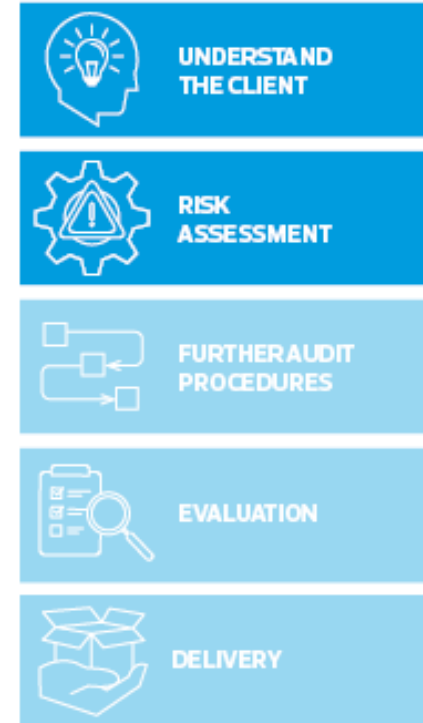 UNDERSTAND
THE CLIENT
RISK
ASSESSMENT
FURTHER AUDIT
PROCEDURES
EVALUATION
DELIVERY